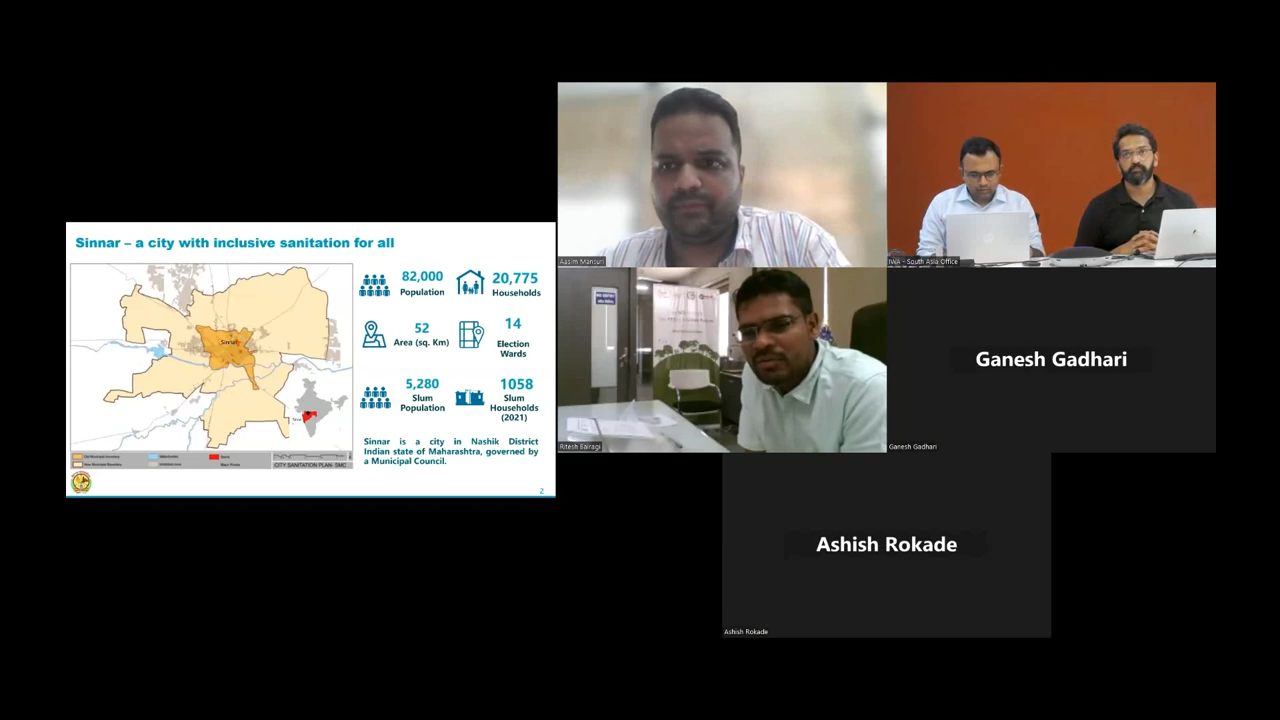 Sinnar – a city with inclusive sanitation for all
82,000
Population
20,775
Households
52
Area (sq. Km)
14
Election
Wards
5,280
Slum
Population
1058
Slum
Households
(2021)
Sinnar is a city in Nashik District
Indian state of Maharashtra, governed by
a Municipal Council.
Sinnar
CITY SANITATION PLAN- SMC
2
Aasim Mansuri
IWA - South Asia Office
Ritesh Bairagi
Ganesh Gadhari
Ganesh Gadhari
Ashish Rokade
Ashish Rokade